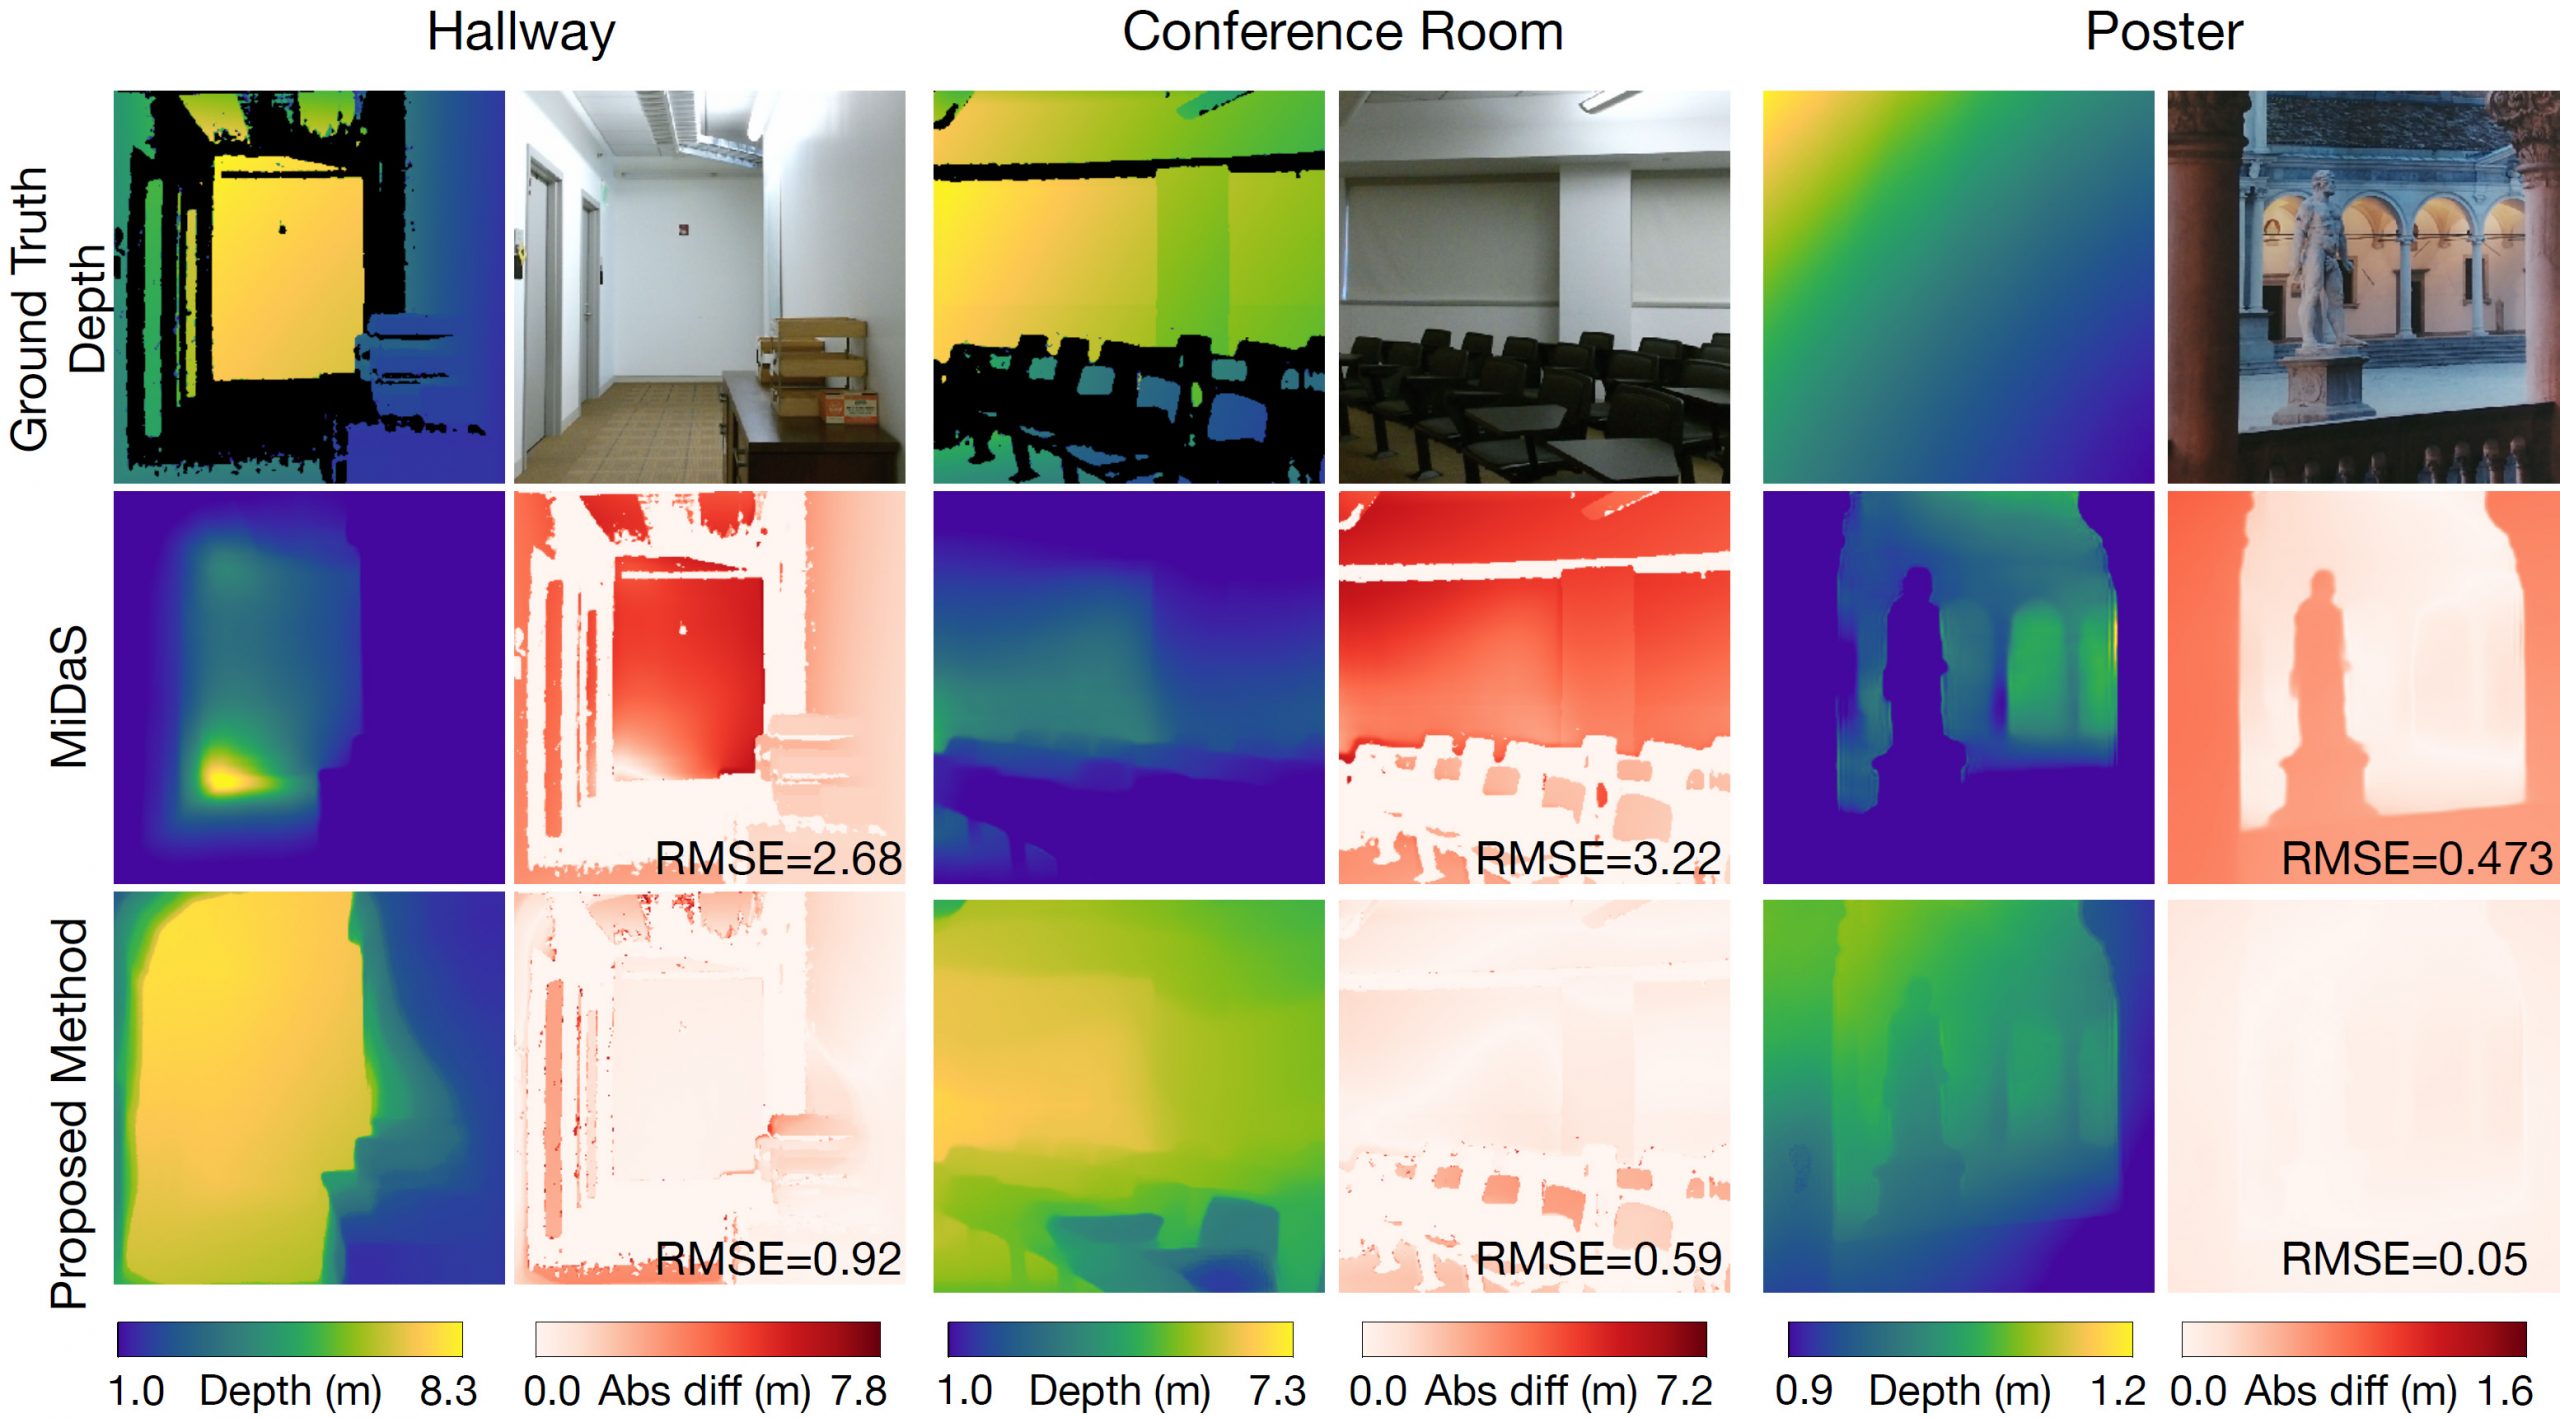 Hallway
Conference Room
Poster
Ground Truth
Depth
MiDaS
RMSE=2.68
RMSE=3.22
RMSE=0.473
Proposed Method
RMSE=0.92
RMSE=0.59
RMSE=0.05
1.0 Depth (m) 8.3
0.0 Abs diff (m) 7.8
1.0 Depth (m) 7.3
0.0 Abs diff (m) 7.2
0.9 Depth (m) 1.2
0.0 Abs diff (m) 1.6